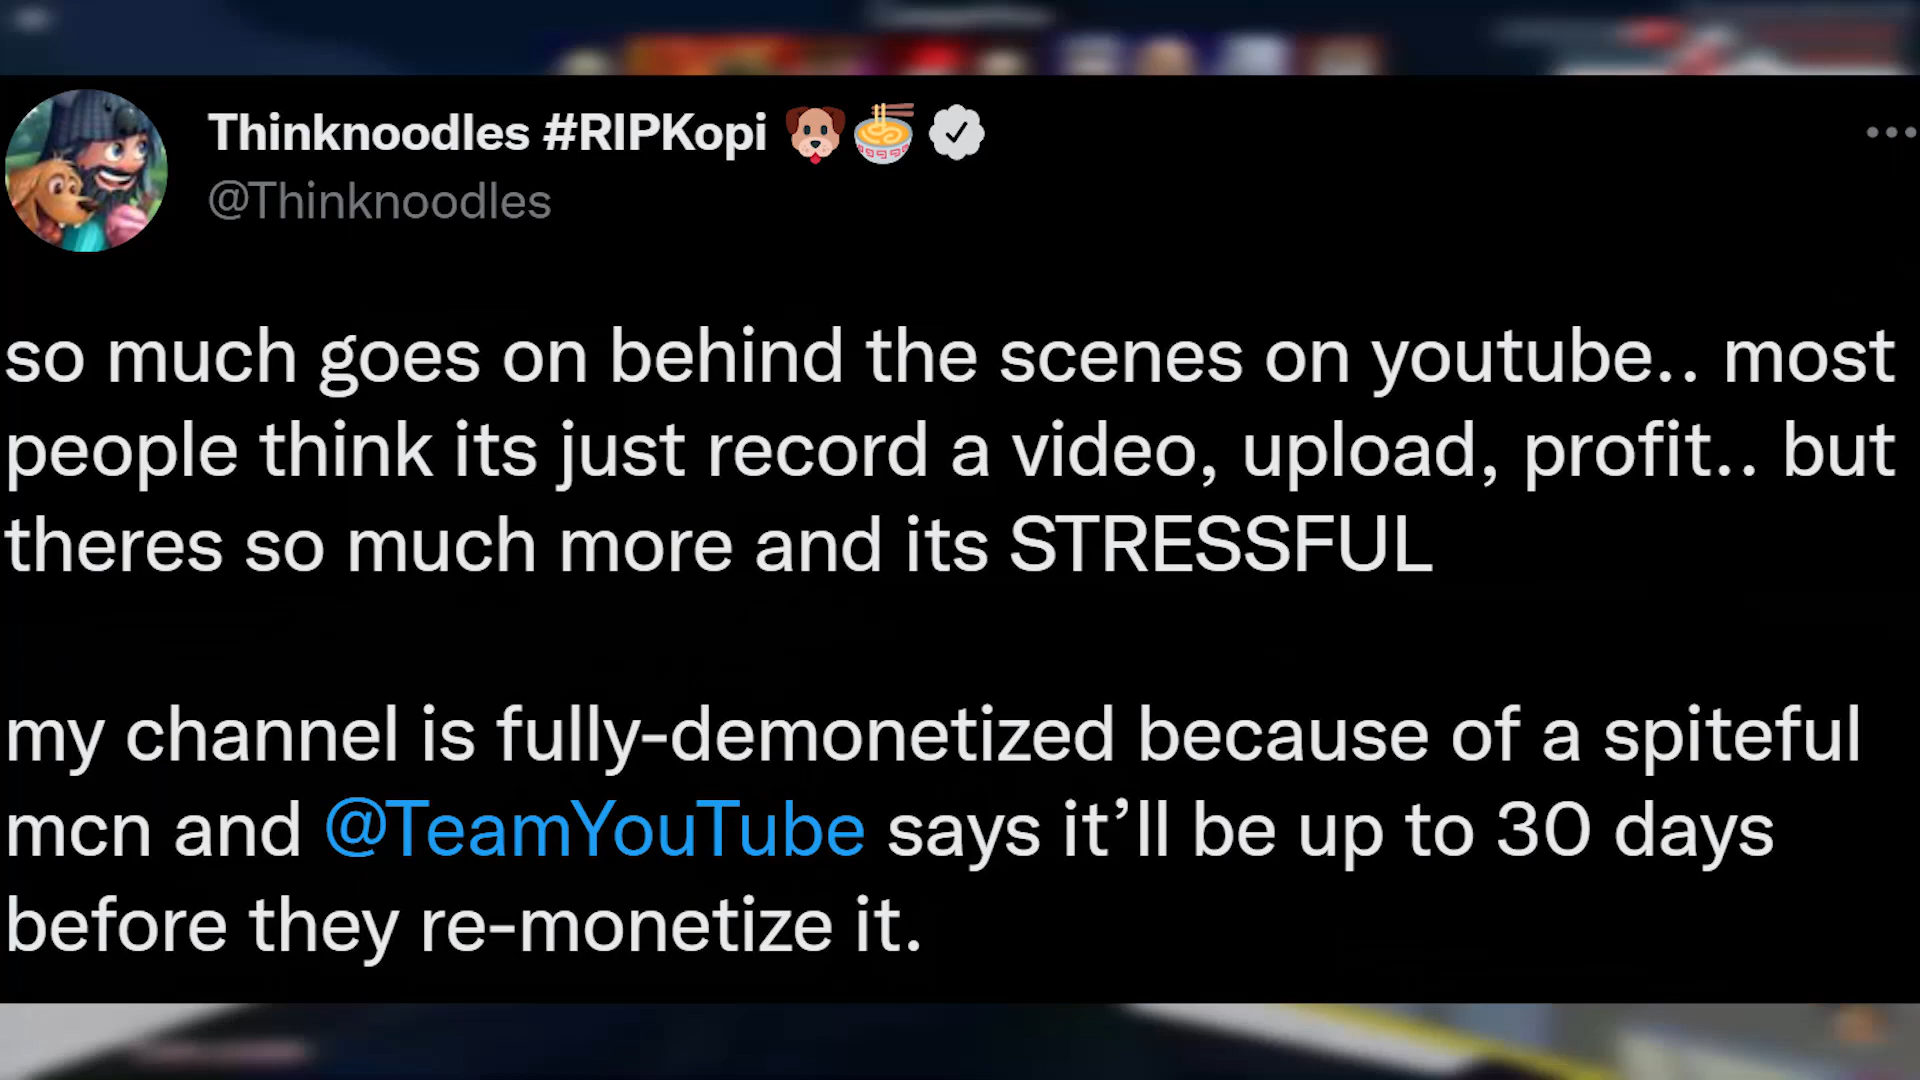 Thinknoodles #RIPKopi 🐶🍜
@Thinknoodles
so much goes on behind the scenes on youtube.. most
people think its just record a video, upload, profit.. but
theres so much more and its STRESSFUL
my channel is fully-demonetized because of a spiteful
mcn and @TeamYouTube says it’ll be up to 30 days
before they re-monetize it.